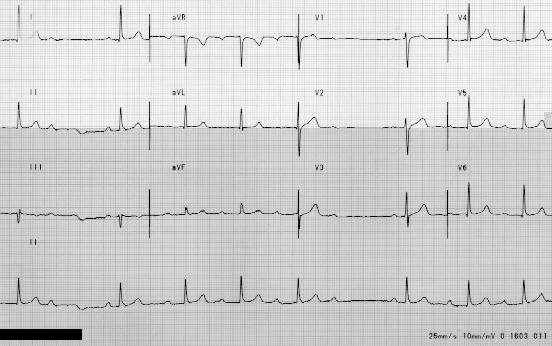 I aVR V1 V4
II aVL V2 V5
III aVF V3 V6
II
25mm/s 10mm/mV 0 1603 011